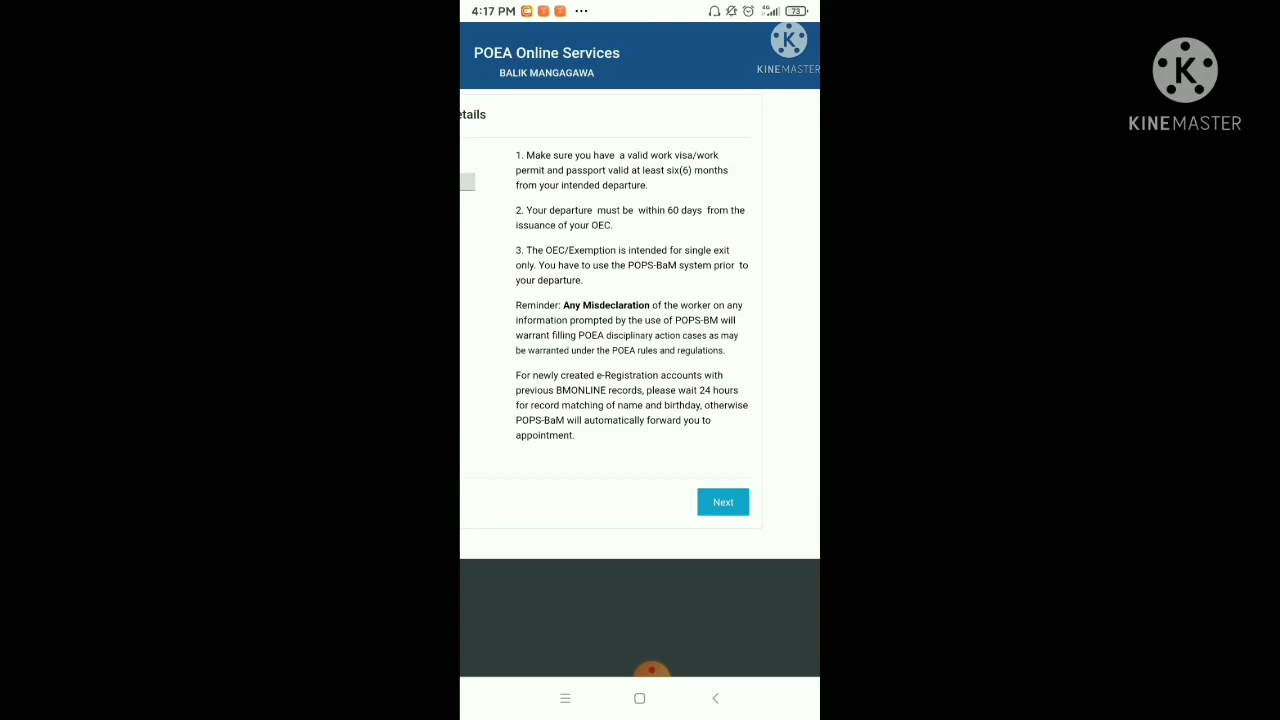 4:17 PM
4G
73
POEA Online Services
BALIK MANGAGAWA
K
KINEMASTER
K
KINEMASTER
etails
1. Make sure you have a valid work visa/work
permit and passport valid at least six(6) months
from your intended departure.
2. Your departure must be within 60 days from the
issuance of your OEC.
3. The OEC/Exemption is intended for single exit
only. You have to use the POPS-BaM system prior to
your departure.
Reminder: Any Misdeclaration of the worker on any
information prompted by the use of POPS-BM will
warrant filling POEA disciplinary action cases as may
be warranted under the POEA rules and regulations.
For newly created e-Registration accounts with
previous BMONLINE records, please wait 24 hours
for record matching of name and birthday, otherwise
POPS-BaM will automatically forward you to
appointment.
Next